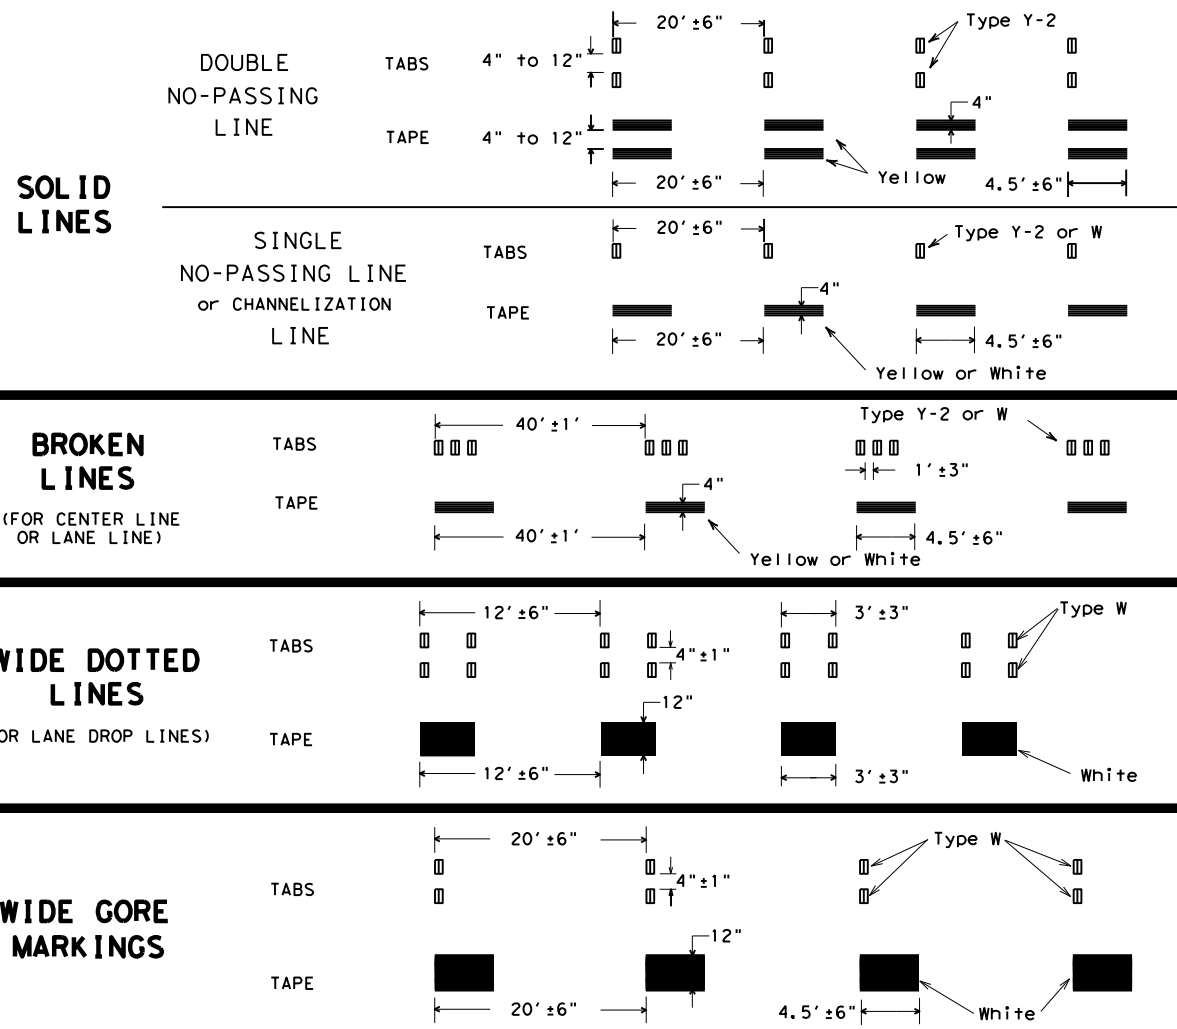 SOLID
LINES
DOUBLE
NO-PASSING
LINE
TABS
4" to 12"
20'±6"
Type Y-2
TAPE
4" to 12"
4"
20'±6"
Yellow
4.5'±6"
SINGLE
NO-PASSING LINE
or CHANNELIZATION
LINE
TABS
20'±6"
Type Y-2 or W
TAPE
4"
20'±6"
4.5'±6"
Yellow or White
BROKEN
LINES
(FOR CENTER LINE
OR LANE LINE)
TABS
40'±1'
Type Y-2 or W
1'±3"
TAPE
4"
40'±1'
4.5'±6"
Yellow or White
WIDE DOTTED
LINES
OR LANE DROP LINES)
TABS
12'±6"
3'±3"
Type W
4"±1"
TAPE
12"
12'±6"
3'±3"
White
WIDE GORE
MARKINGS
TABS
20'±6"
Type W
4"±1"
TAPE
12"
20'±6"
4.5'±6"
White